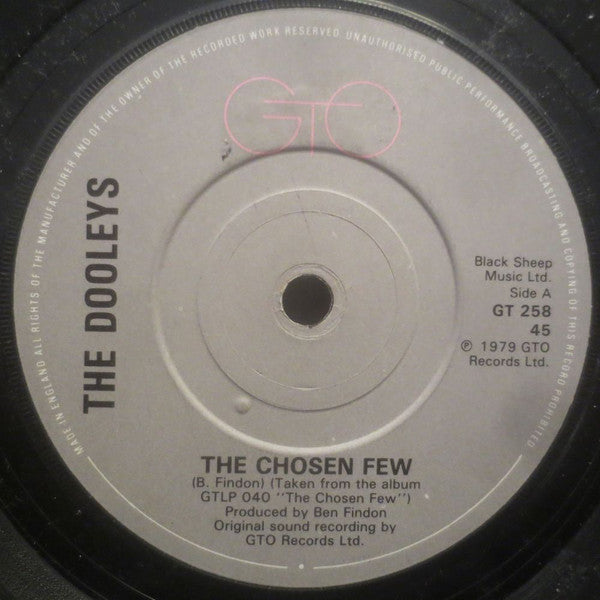 MADE IN ENGLAND ALL RIGHTS OF THE MANUFACTURER AND OF THE OWNER OF THE RECORDED WORK RESERVED. UNAUTHORISED PUBLIC PERFORMANCE BROADCASTING AND COPYING OF THIS RECORD PROHIBITED
GTO
THE DOOLEYS
Black Sheep
Music Ltd.
Side A
GT 258
45
℗ 1979 GTO
Records Ltd.
THE CHOSEN FEW
(B. Findon) (Taken from the album
GTLP 040 ''The Chosen Few'')
Produced by Ben Findon
Original sound recording by
GTO Records Ltd.